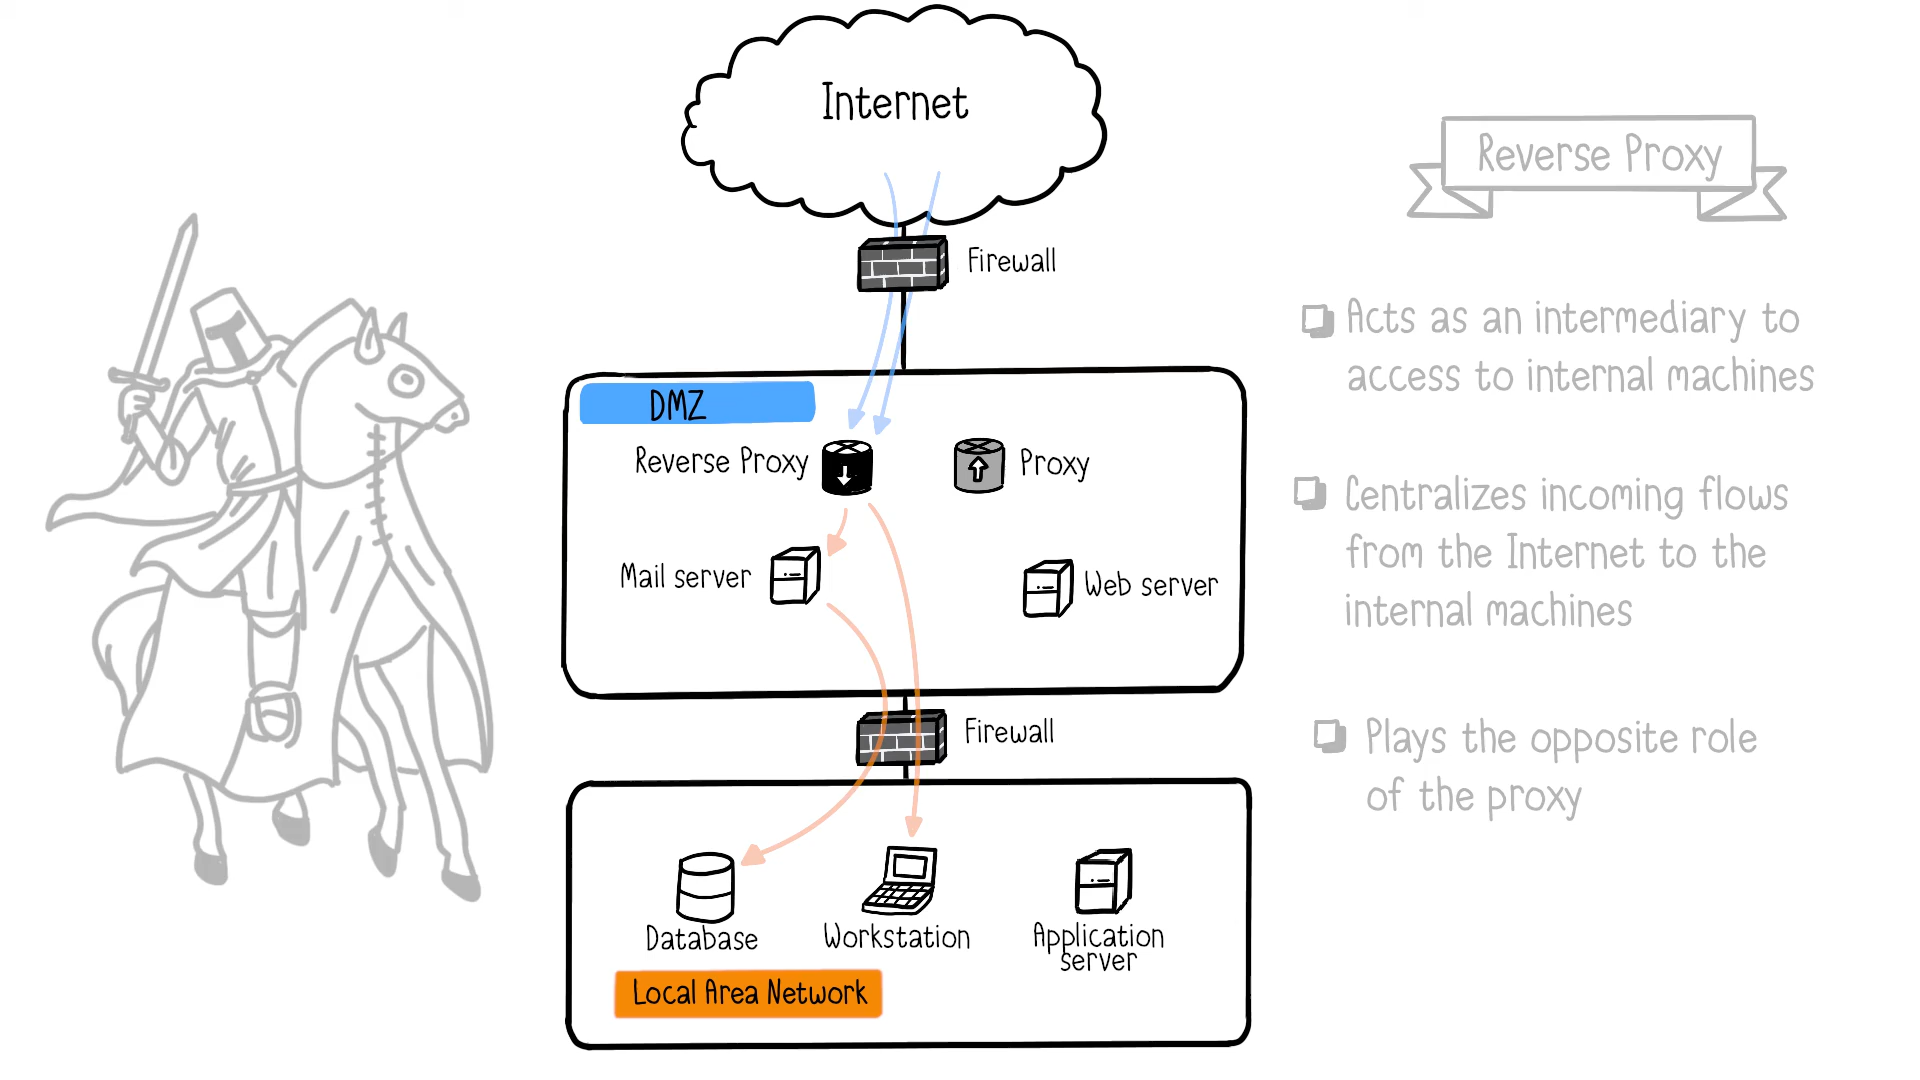 Internet
Firewall
DMZ
Reverse Proxy
Proxy
Mail server
Web server
Firewall
Database
Workstation
Application
server
Local Area Network
Reverse Proxy
Acts as an intermediary to
access to internal machines
Centralizes incoming flows
from the Internet to the
internal machines
Plays the opposite role
of the proxy